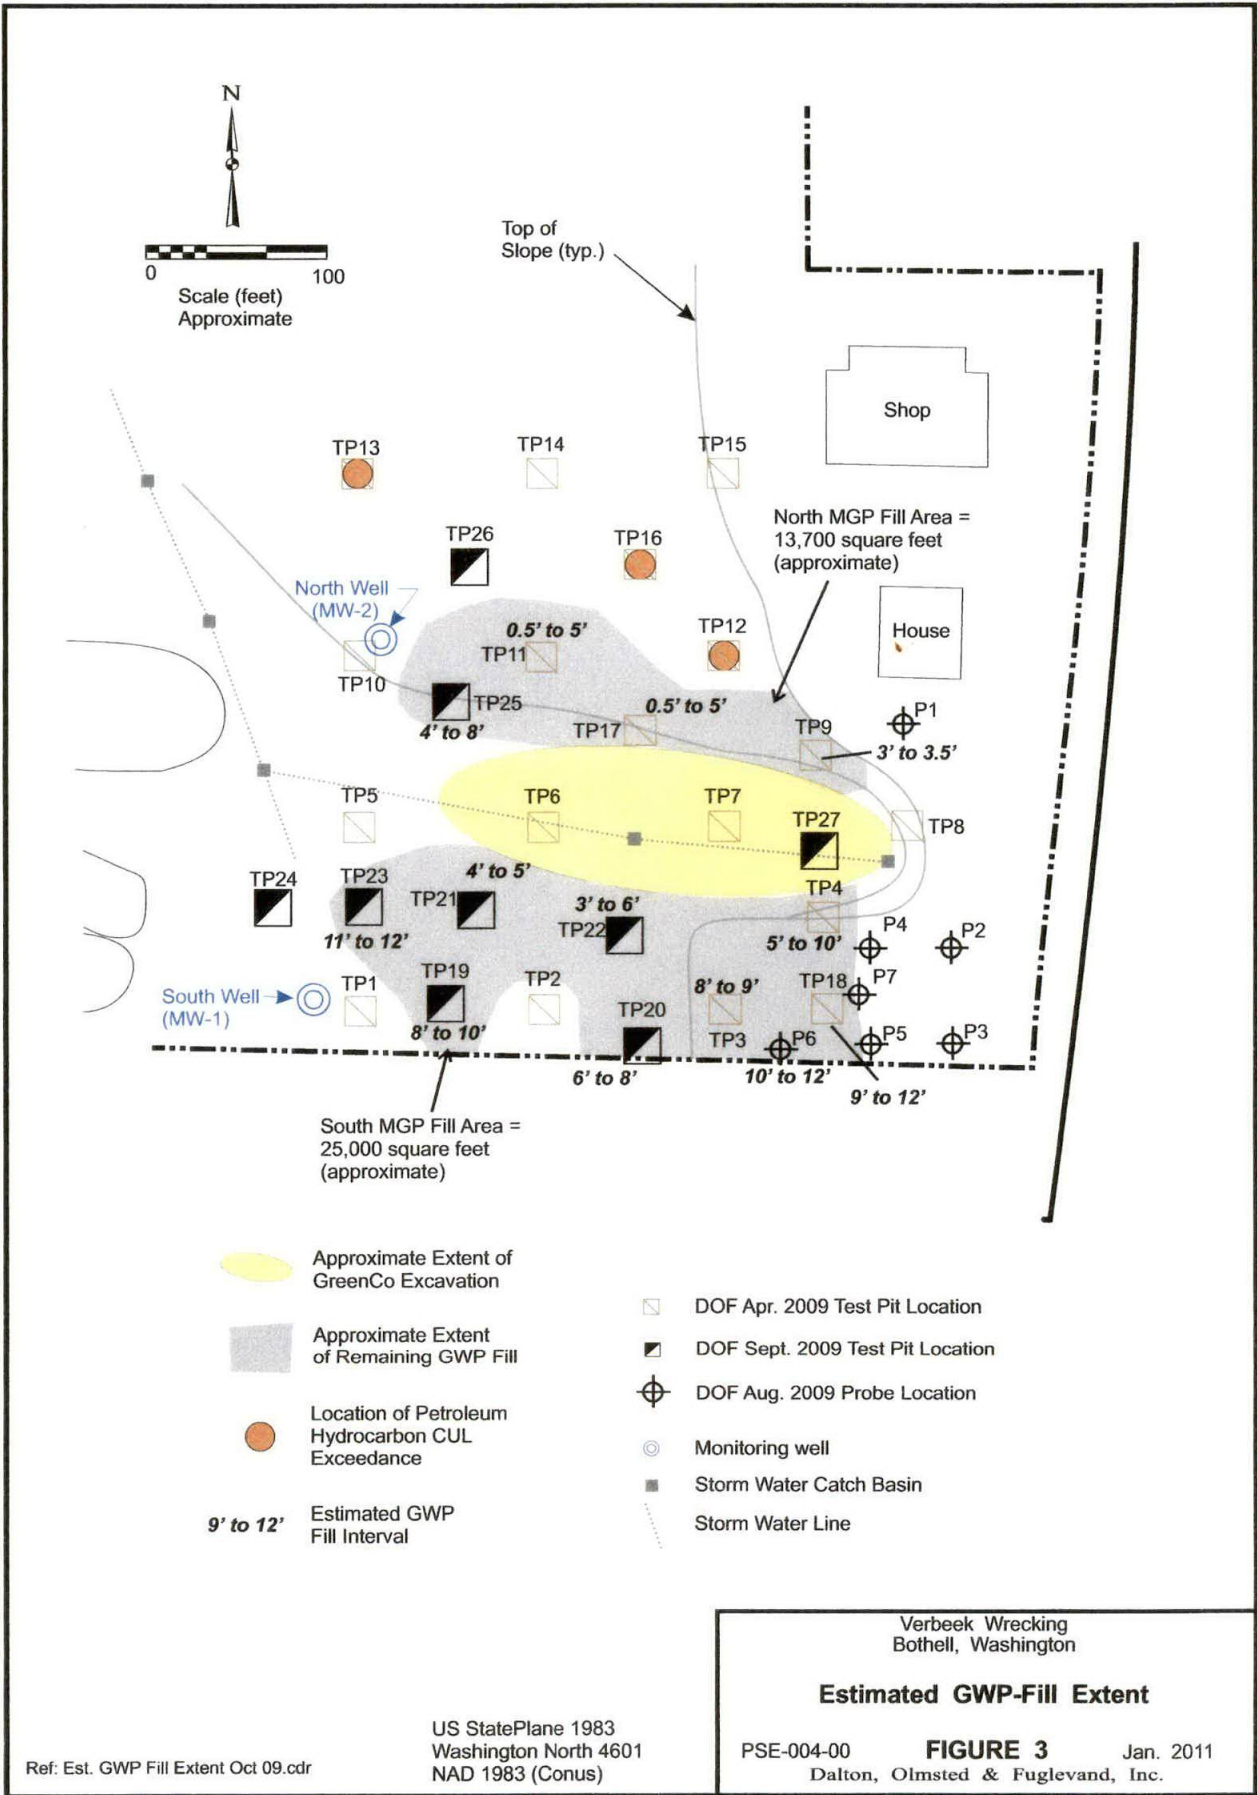 N
0 100
Scale (feet)
Approximate
Top of
Slope (typ.)
Shop
TP13
TP14
TP15
North MGP Fill Area =
13,700 square feet
(approximate)
TP26
TP16
North Well
(MW-2)
House
0.5’ to 5’
TP12
TP11
TP10
TP25
4’ to 8’
0.5’ to 5’
TP17
TP9
P1
3’ to 3.5’
TP5
TP6
TP7
TP27
TP8
4’ to 5’
TP24
TP23
TP21
3’ to 6’
TP4
11’ to 12’
TP22
5’ to 10’
P4
P2
South Well
(MW-1)
TP1
TP19
TP2
8’ to 9’
TP18
P7
8’ to 10’
TP20
TP3
P6
P5
P3
6’ to 8’
10’ to 12’
9’ to 12’
South MGP Fill Area =
25,000 square feet
(approximate)
Approximate Extent of
GreenCo Excavation
Approximate Extent
of Remaining GWP Fill
Location of Petroleum
Hydrocarbon CUL
Exceedance
9’ to 12’
Estimated GWP
Fill Interval
DOF Apr. 2009 Test Pit Location
DOF Sept. 2009 Test Pit Location
DOF Aug. 2009 Probe Location
Monitoring well
Storm Water Catch Basin
Storm Water Line
Ref: Est. GWP Fill Extent Oct 09.cdr
US StatePlane 1983
Washington North 4601
NAD 1983 (Conus)
Verbeek Wrecking
Bothell, Washington
Estimated GWP-Fill Extent
PSE-004-00 FIGURE 3 Jan. 2011
Dalton, Olmsted & Fuglevand, Inc.